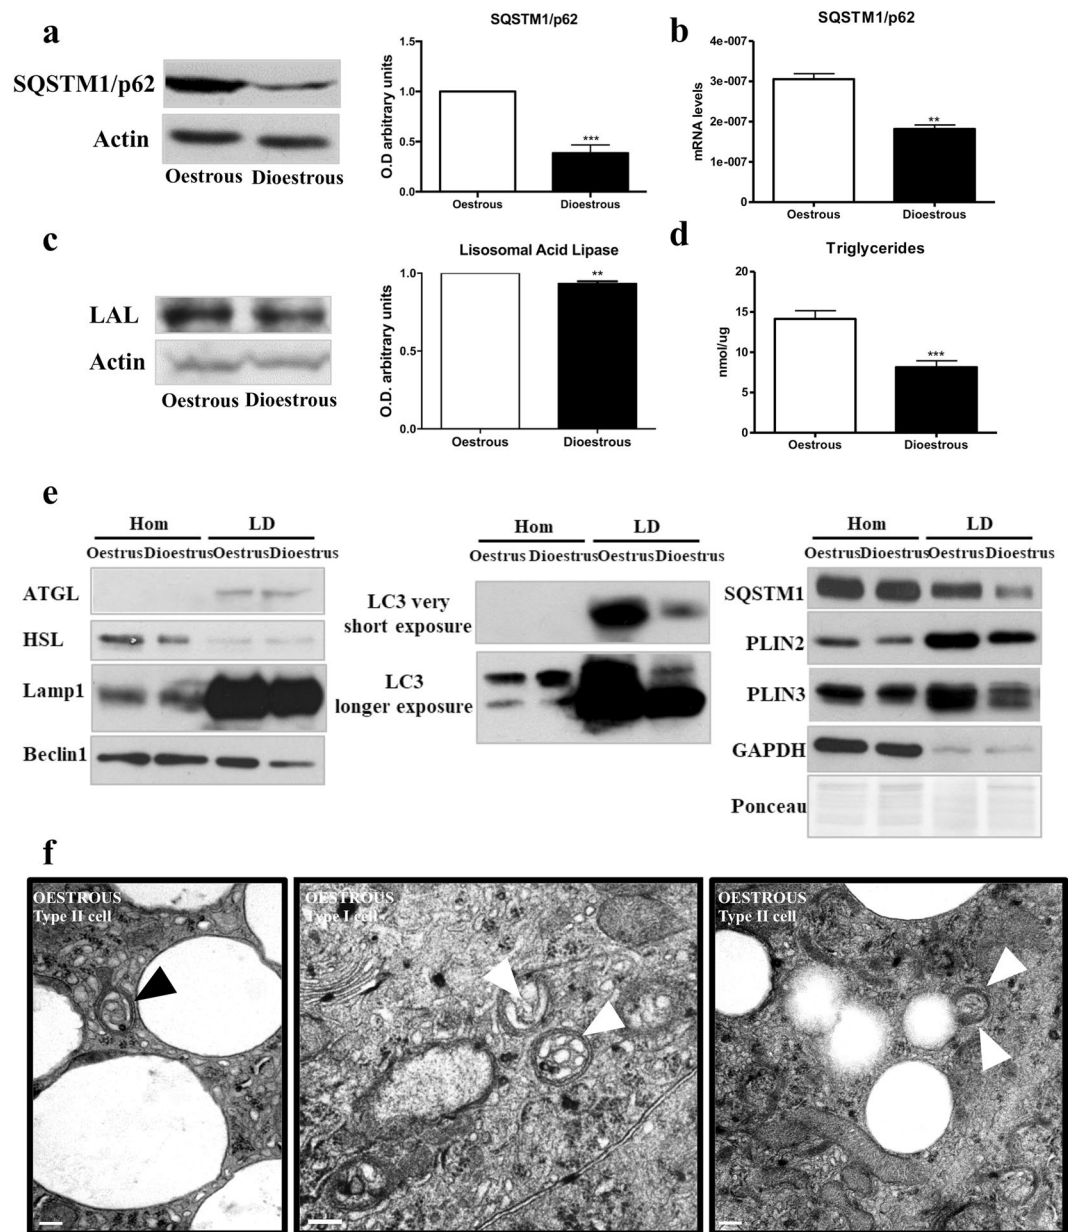 a
SQSTM1/p62
Actin
Oestrous Dioestrous
SQSTM1/p62
O.D arbitrary units
1.5
1.0
0.5
0.0
***
Oestrous Dioestrous
b
SQSTM1/p62
mRNA levels
4e-007
3e-007
2e-007
1e-007
0
**
Oestrous Dioestrous
c
LAL
Actin
Oestrous Dioestrous
Lisosomal Acid Lipase
O.D. arbitrary units
1.0
0.5
0.0
**
Oestrous Dioestrous
d
Triglycerides
nmol/ug
20
15
10
5
0
***
Oestrous Dioestrous
e
Hom LD
Oestrus Dioestrus Oestrus Dioestrus
ATGL
HSL
Lamp1
Beclin1
Hom LD
Oestrus Dioestrus Oestrus Dioestrus
LC3 very
short exposure
LC3
longer exposure
Hom LD
Oestrus Dioestrus Oestrus Dioestrus
SQSTM1
PLIN2
PLIN3
GAPDH
Ponceau
f
OESTROUS
Type II cell
OESTROUS
Type I cell
OESTROUS
Type II cell